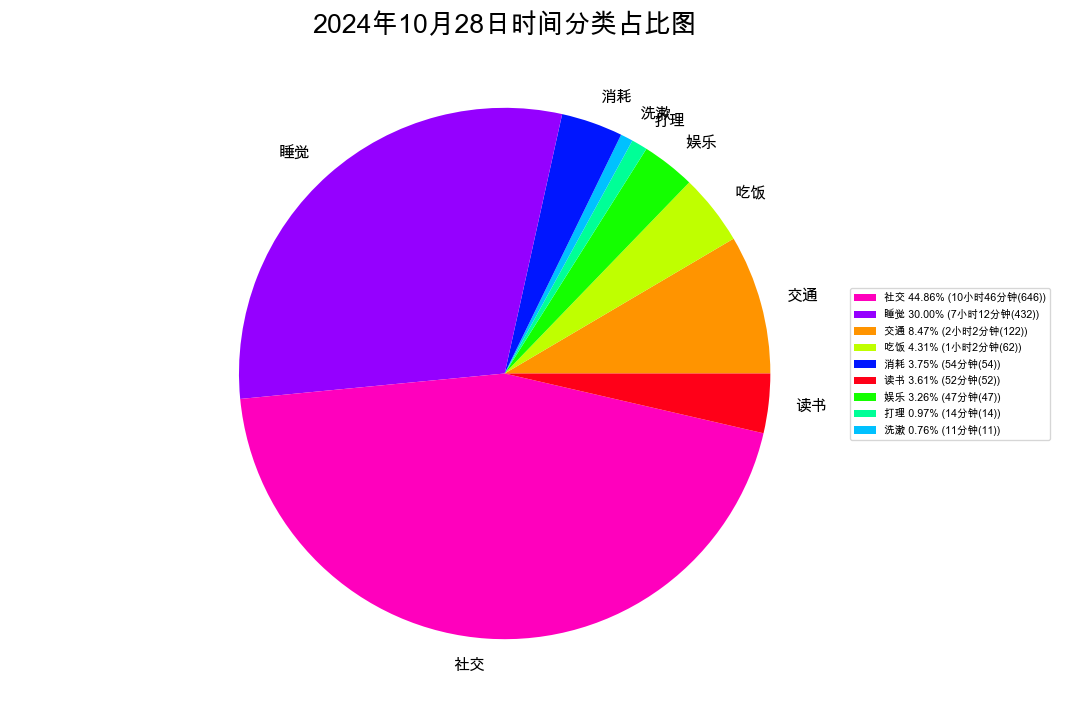 2024年10月28日时间分类占比图
消耗
洗漱
打理
娱乐
睡觉
吃饭
交通
读书
社交
社交 44.86% (10小时46分钟(646))
睡觉 30.00% (7小时12分钟(432))
交通 8.47% (2小时2分钟(122))
吃饭 4.31% (1小时2分钟(62))
消耗 3.75% (54分钟(54))
读书 3.61% (52分钟(52))
娱乐 3.26% (47分钟(47))
打理 0.97% (14分钟(14))
洗漱 0.76% (11分钟(11))